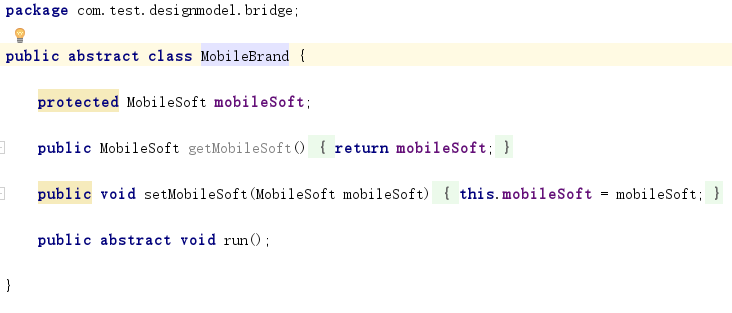 package com.test.designmodel.bridge;
public abstract class MobileBrand {
protected MobileSoft mobileSoft;
public MobileSoft getMobileSoft() { return mobileSoft; }
public void setMobileSoft(MobileSoft mobileSoft) { this.mobileSoft = mobileSoft; }
public abstract void run();
}